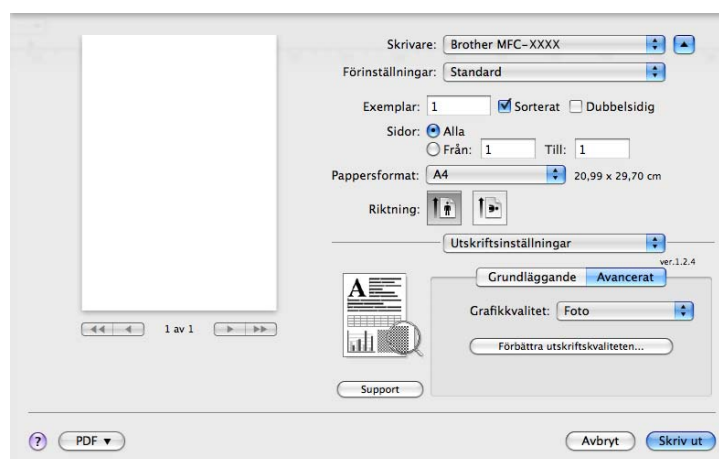 Skrivare: Brother MFC-XXXX
Förinställningar: Standard
Exemplar: 1 Sorterat Dubbelsidig
Sidor: Alla
Från: 1 Till: 1
Pappersformat: A4 20,99 x 29,70 cm
Riktning:
Utskriftsinställningar
ver.1.2.4
Grundläggande Avancerat
Grafikkvalitet: Foto
Förbättra utskriftskvaliteten...
A
1 av 1
Support
? PDF ▼ Avbryt Skriv ut